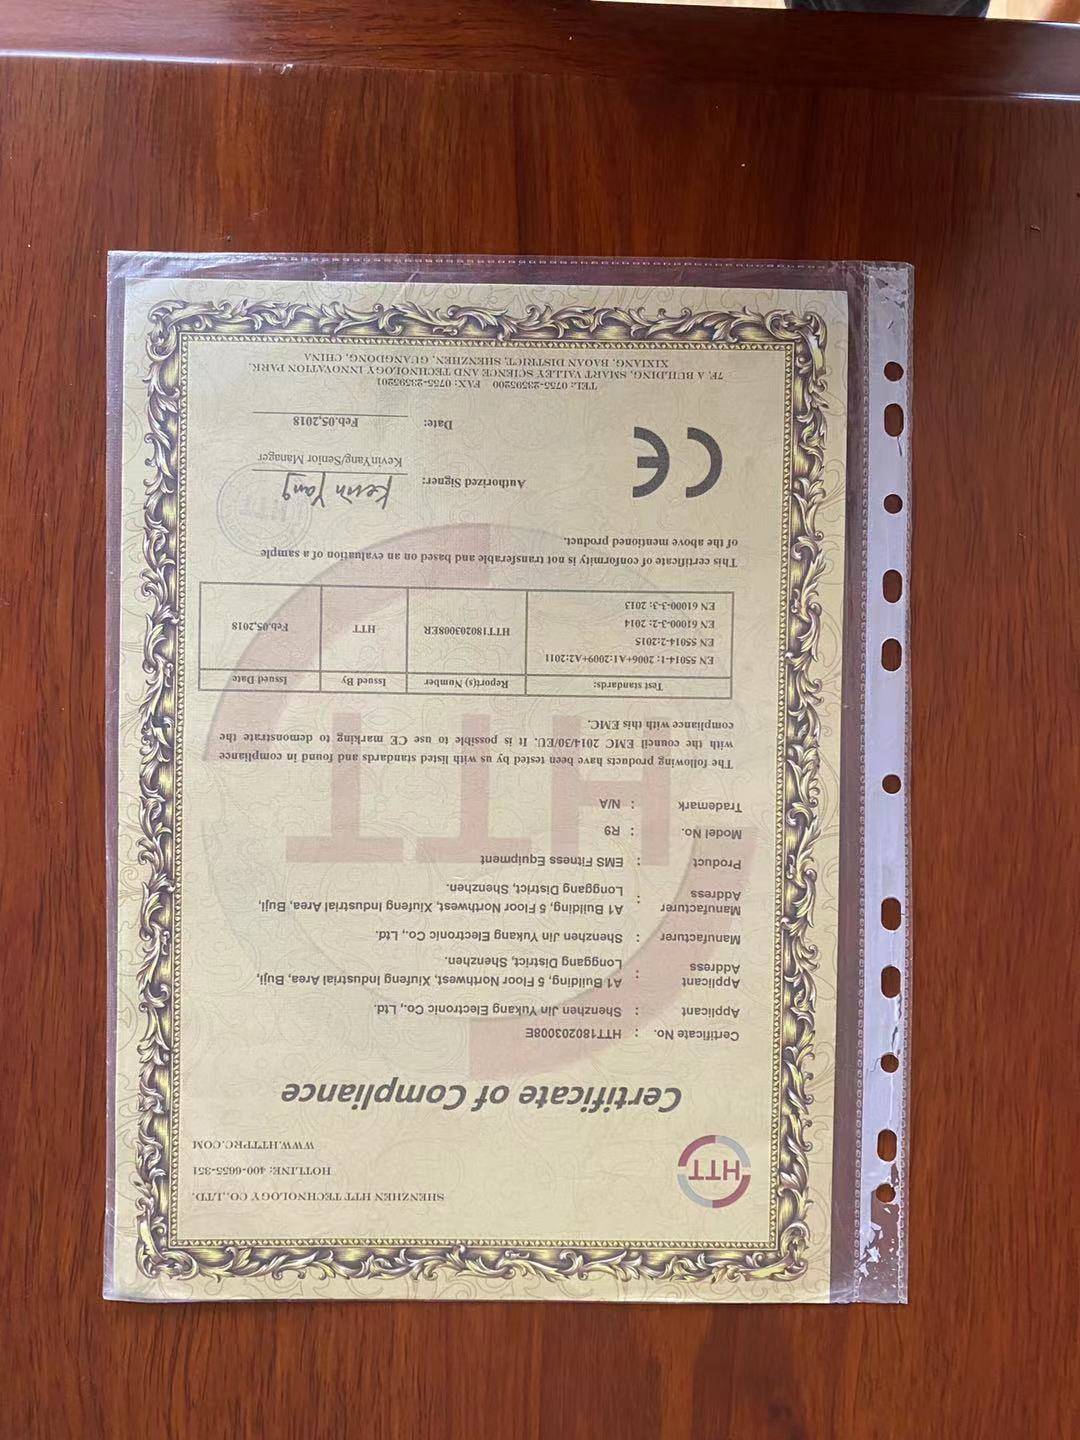 HTT
SHENZHEN HTT TECHNOLOGY CO.,LTD.
HOTLINE: 400-6655-351
WWW.HTTPRC.COM
Certificate of Compliance
Certificate No. : HTT180203008E
Applicant : Shenzhen Jin Yukang Electronic Co., Ltd.
Applicant Address : A1 Building, 5 Floor Northwest, Xiufeng Industrial Area, Buji,
Longgang District, Shenzhen.
Manufacturer : Shenzhen Jin Yukang Electronic Co., Ltd.
Manufacturer Address : A1 Building, 5 Floor Northwest, Xiufeng Industrial Area, Buji,
Longgang District, Shenzhen.
Product : EMS Fitness Equipment
Model No. : R9
Trademark : N/A
The following products have been tested by us with listed standards and found in compliance
with the council EMC 2014/30/EU. It is possible to use CE marking to demonstrate the
compliance with this EMC.
HTT
Test standards: Report(s) Number Issued By Issued Date
EN 55014-1: 2006+A1:2009+A2:2011
EN 55014-2:2015
EN 61000-3-2: 2014
EN 61000-3-3: 2013
HTT180203008ER HTT Feb.05,2018
This certificate of conformity is not transferable and based on an evaluation of a sample
of the above mentioned product.
CE
Authorized Signer: Kevin Yang
HTT
KevinYang/Senior Manager
Date: Feb.05,2018
TEL: 0755-23595200 FAX: 0755-23595201
7F, A BUILDING, SMART VALLEY SCIENCE AND TECHNOLOGY INNOVATION PARK,
XIXIANG, BAOAN DISTRICT, SHENZHEN, GUANGDONG, CHINA